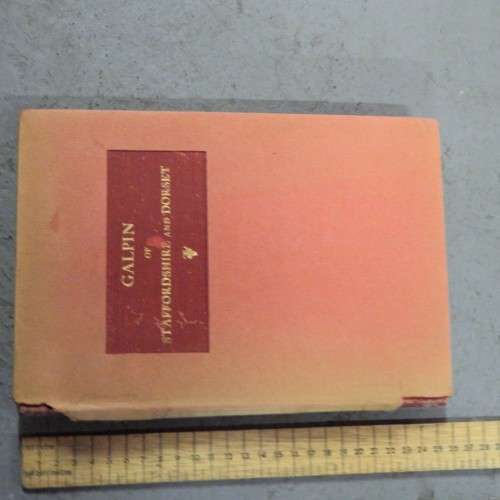 GALPIN
OF
STAFFORDSHIRE AND DORSET